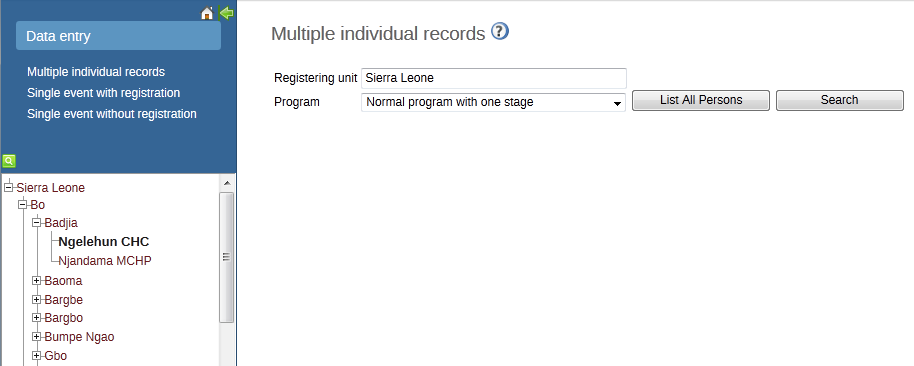 Data entry
Multiple individual records
Single event with registration
Single event without registration
Sierra Leone
Bo
Badjia
Ngelehun CHC
Njandama MCHP
Baoma
Bargbe
Bargbo
Bumpe Ngao
Gbo
Multiple individual records ?
Registering unit Sierra Leone
Program Normal program with one stage List All Persons Search